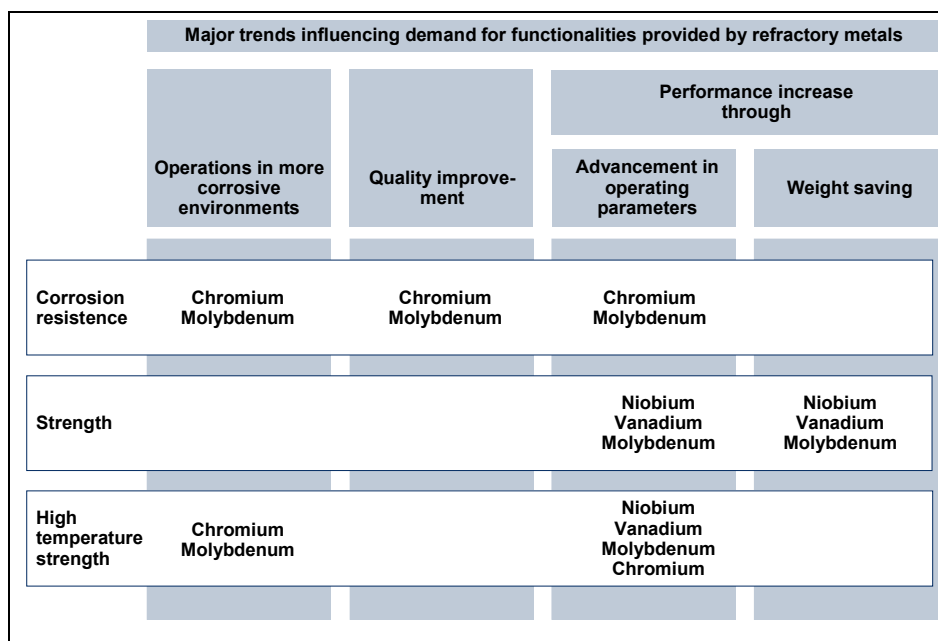 Major trends influencing demand for functionalities provided by refractory metals
Performance increase
through
Operations in more
corrosive
environments
Quality improve-
ment
Advancement in
operating
parameters
Weight saving
Corrosion
resistence
Chromium
Molybdenum
Chromium
Molybdenum
Chromium
Molybdenum
Strength
Niobium
Vanadium
Molybdenum
Niobium
Vanadium
Molybdenum
High
temperature
strength
Chromium
Molybdenum
Niobium
Vanadium
Molybdenum
Chromium